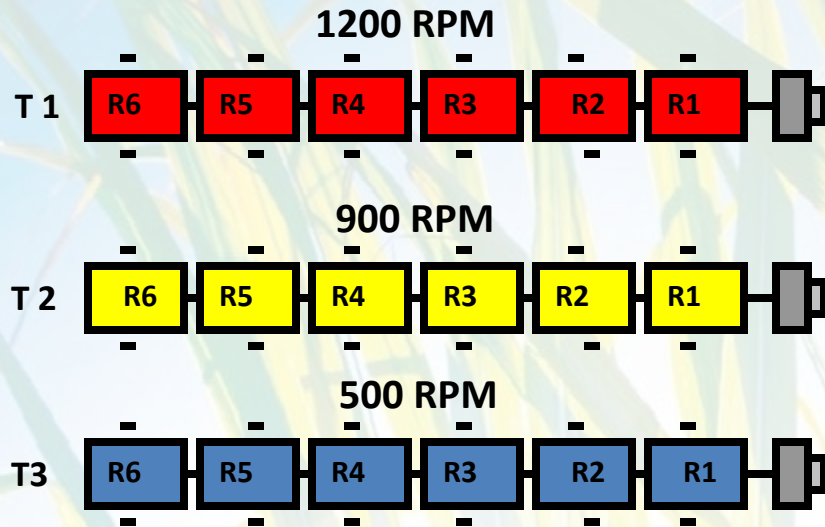 1200 RPM
T 1 R6 R5 R4 R3 R2 R1
900 RPM
T 2 R6 R5 R4 R3 R2 R1
500 RPM
T3 R6 R5 R4 R3 R2 R1